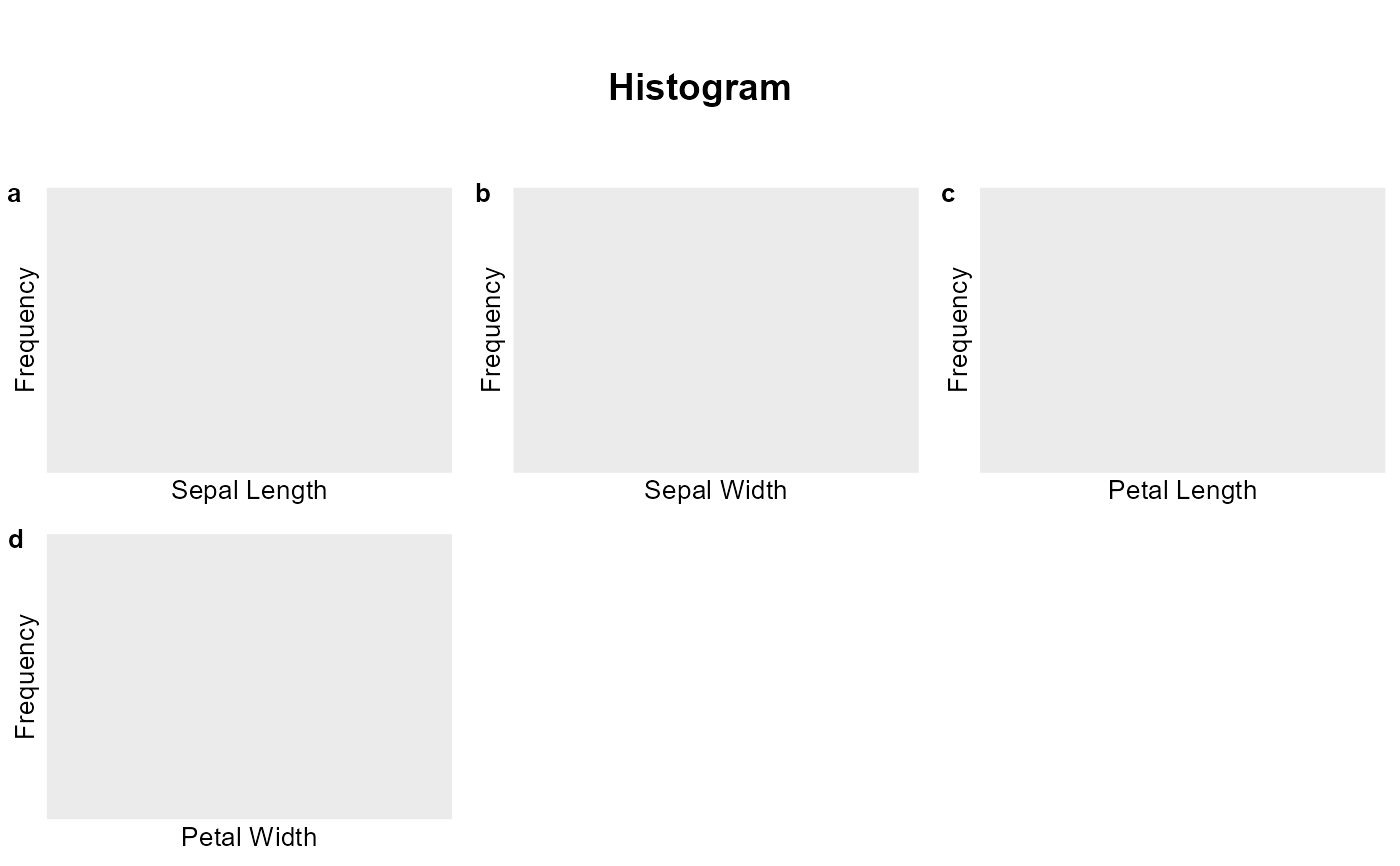 Histogram
a
Frequency
Sepal Length
b
Frequency
Sepal Width
c
Frequency
Petal Length
d
Frequency
Petal Width